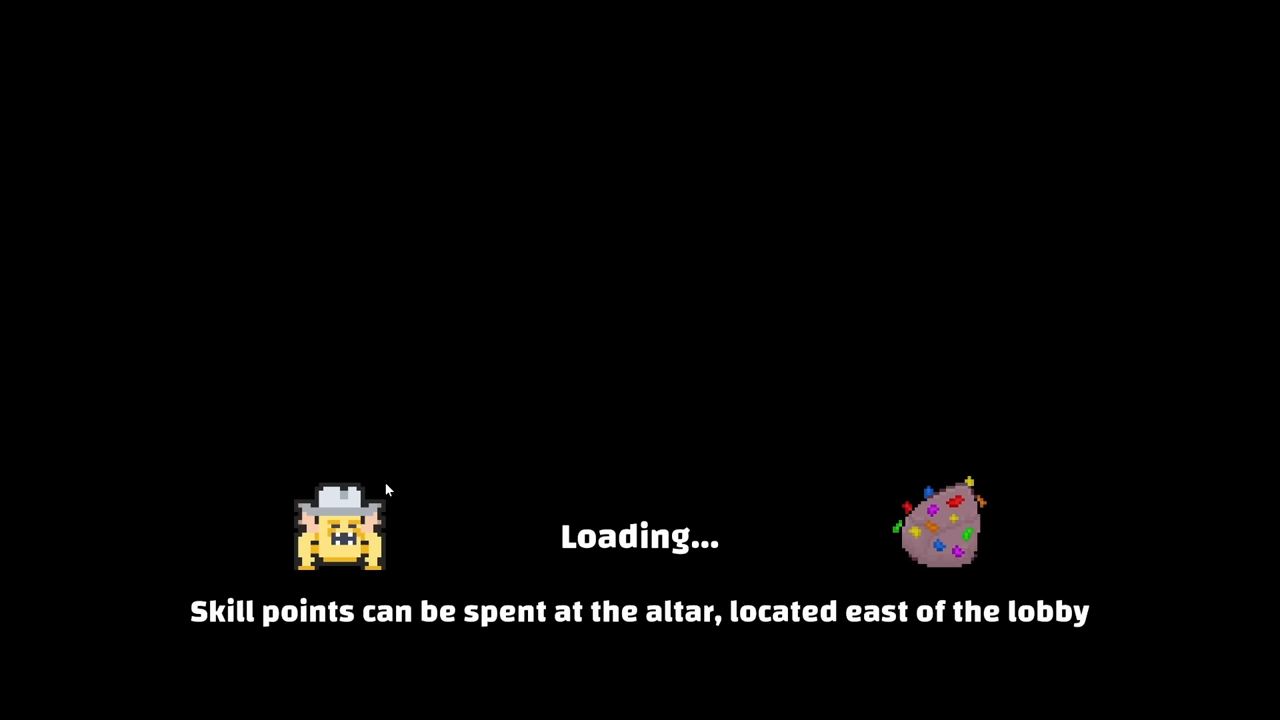 Loading...
Skill points can be spent at the altar, located east of the lobby